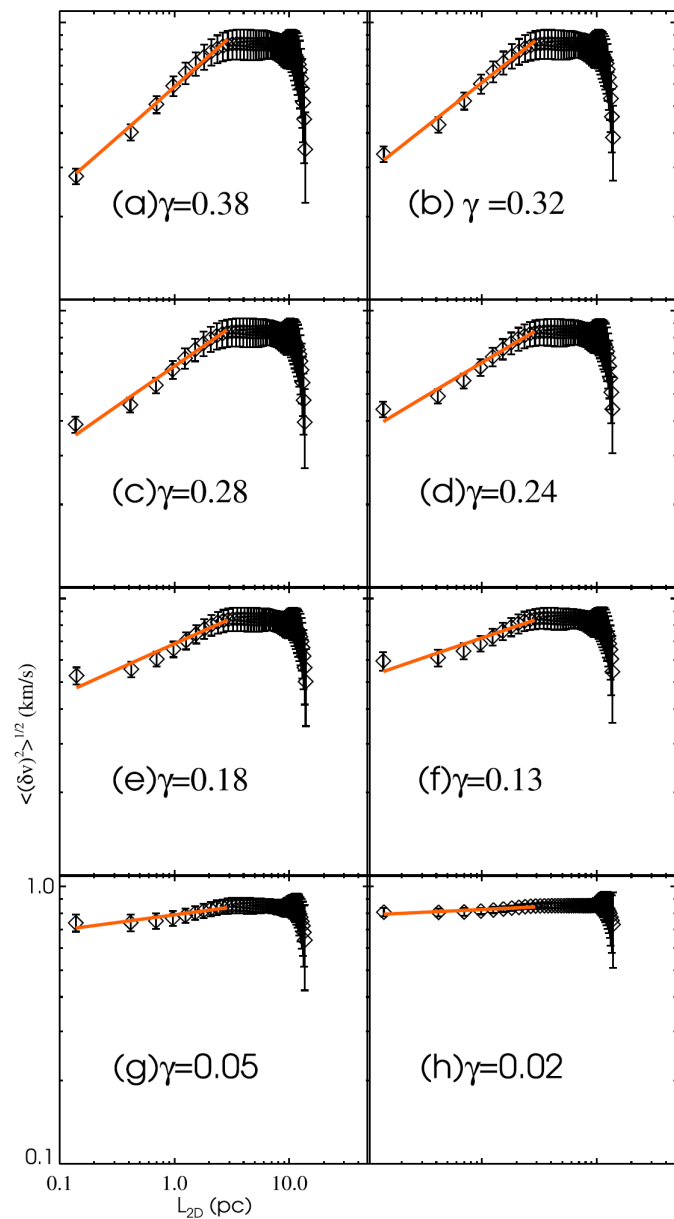 (a)γ=0.38
(b) γ =0.32
(c)γ=0.28
(d)γ=0.24
(e)γ=0.18
(f)γ=0.13
<(δv)²>¹/² (km/s)
1.0
(g)γ=0.05
(h)γ=0.02
0.1
0.1 1.0 10.0
L2D (pc)